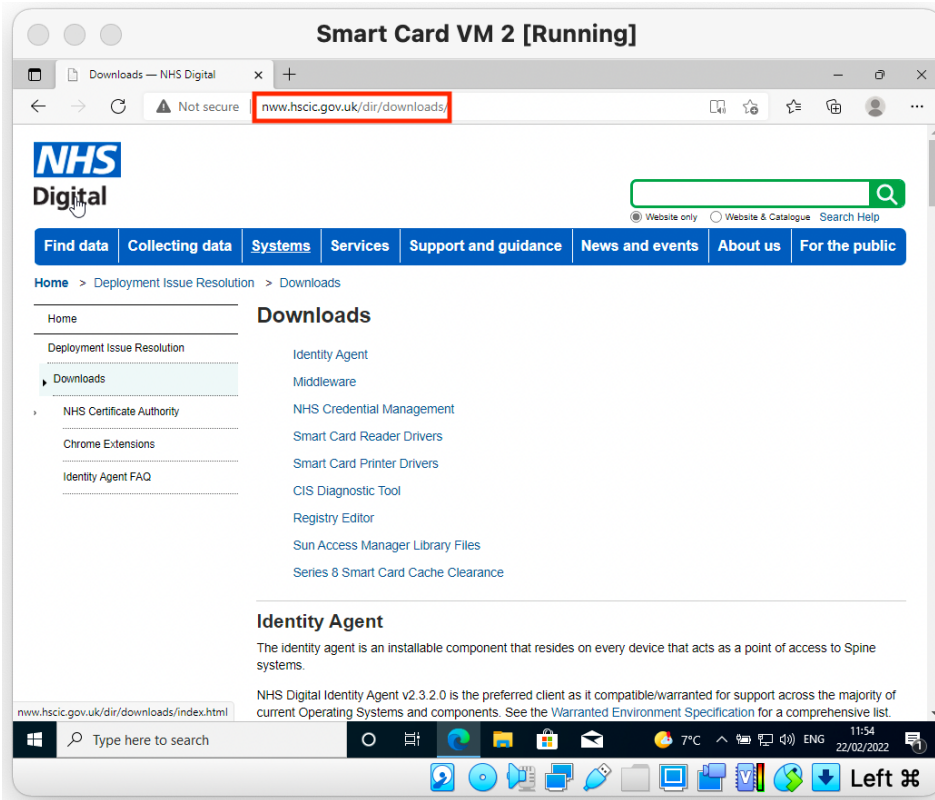 Smart Card VM 2 [Running]
Downloads — NHS Digital
Not secure
nww.hscic.gov.uk/dir/downloads/
NHS
Digital
Website only
Website & Catalogue
Search Help
Find data
Collecting data
Systems
Services
Support and guidance
News and events
About us
For the public
Home > Deployment Issue Resolution > Downloads
Home
Deployment Issue Resolution
Downloads
NHS Certificate Authority
Chrome Extensions
Identity Agent FAQ
Downloads
Identity Agent
Middleware
NHS Credential Management
Smart Card Reader Drivers
Smart Card Printer Drivers
CIS Diagnostic Tool
Registry Editor
Sun Access Manager Library Files
Series 8 Smart Card Cache Clearance
Identity Agent
The identity agent is an installable component that resides on every device that acts as a point of access to Spine
systems.
NHS Digital Identity Agent v2.3.2.0 is the preferred client as it compatible/warranted for support across the majority of
current Operating Systems and components. See the Warranted Environment Specification for a comprehensive list.
nww.hscic.gov.uk/dir/downloads/index.html
Type here to search
7°C
ENG
11:54
22/02/2022
1
Left ⌘